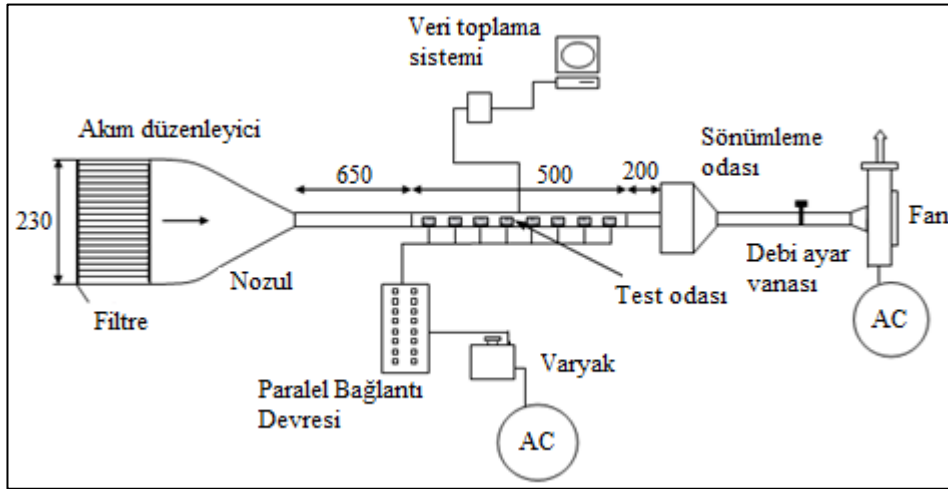 Veri toplama
sistemi
Akım düzenleyici
Sönümleme
odası
650
500
200
230
Fan
Nozul
Debi ayar
vanası
Test odası
Filtre
AC
Varyak
Paralel Bağlantı
Devresi
AC